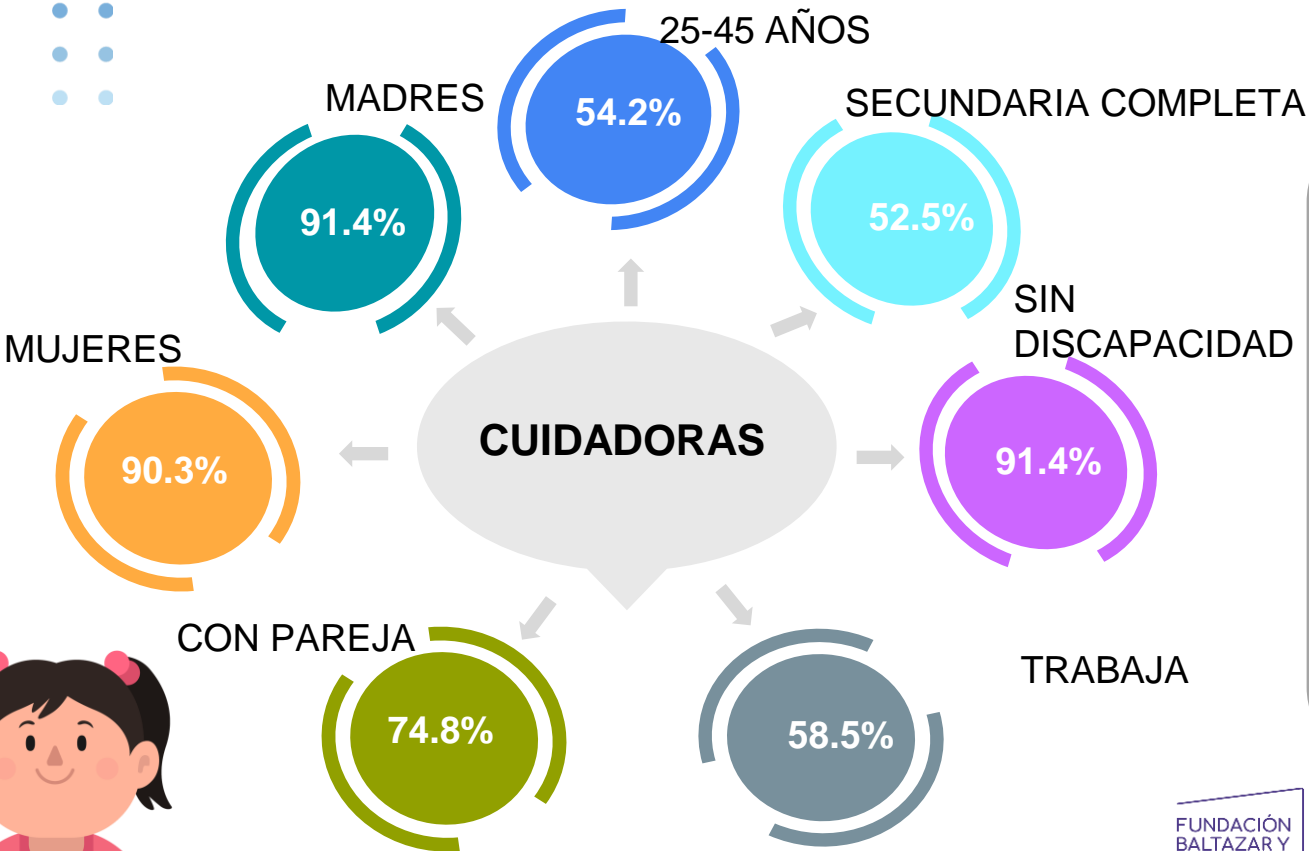 25-45 AÑOS
54.2%
MADRES
91.4%
SECUNDARIA COMPLETA
52.5%
MUJERES
90.3%
CUIDADORAS
SIN
DISCAPACIDAD
91.4%
CON PAREJA
74.8%
58.5%
TRABAJA
FUNDACIÓN
BALTAZAR Y